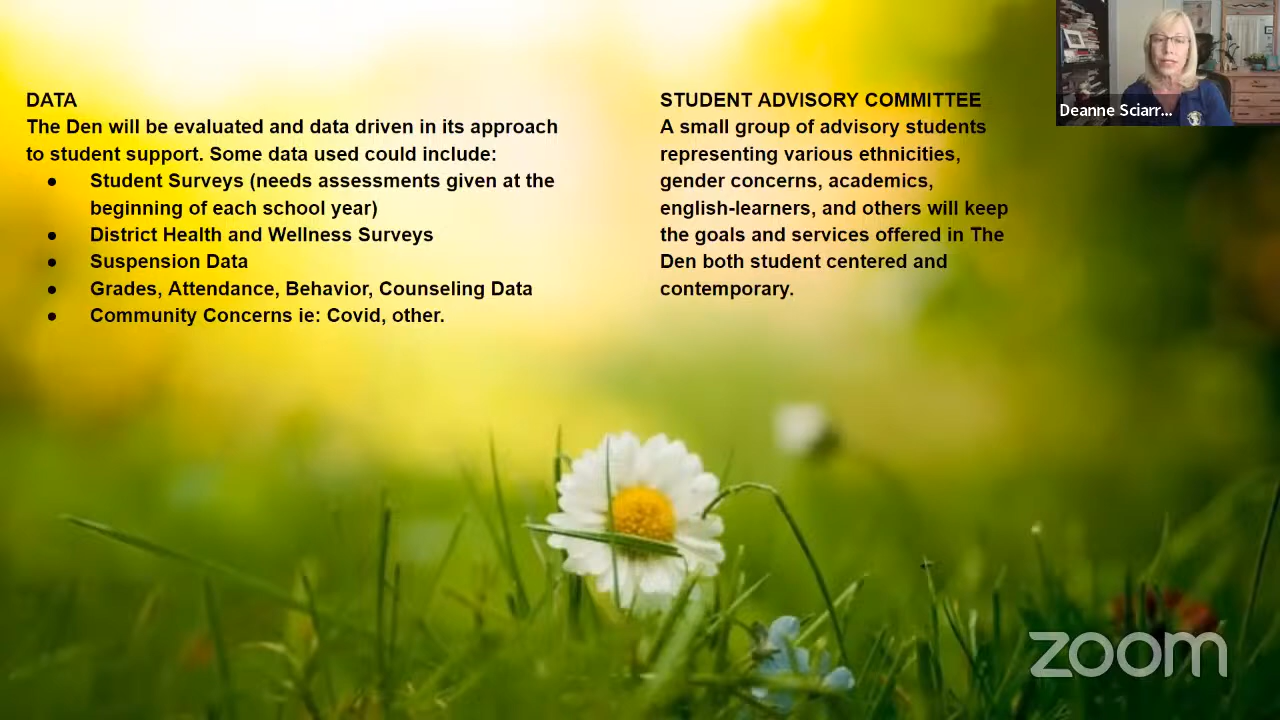 DATA
The Den will be evaluated and data driven in its approach
to student support. Some data used could include:
● Student Surveys (needs assessments given at the
beginning of each school year)
● District Health and Wellness Surveys
● Suspension Data
● Grades, Attendance, Behavior, Counseling Data
● Community Concerns ie: Covid, other.
STUDENT ADVISORY COMMITTEE
A small group of advisory students
representing various ethnicities,
gender concerns, academics,
english-learners, and others will keep
the goals and services offered in The
Den both student centered and
contemporary.
Deanne Sciarr...
zoom